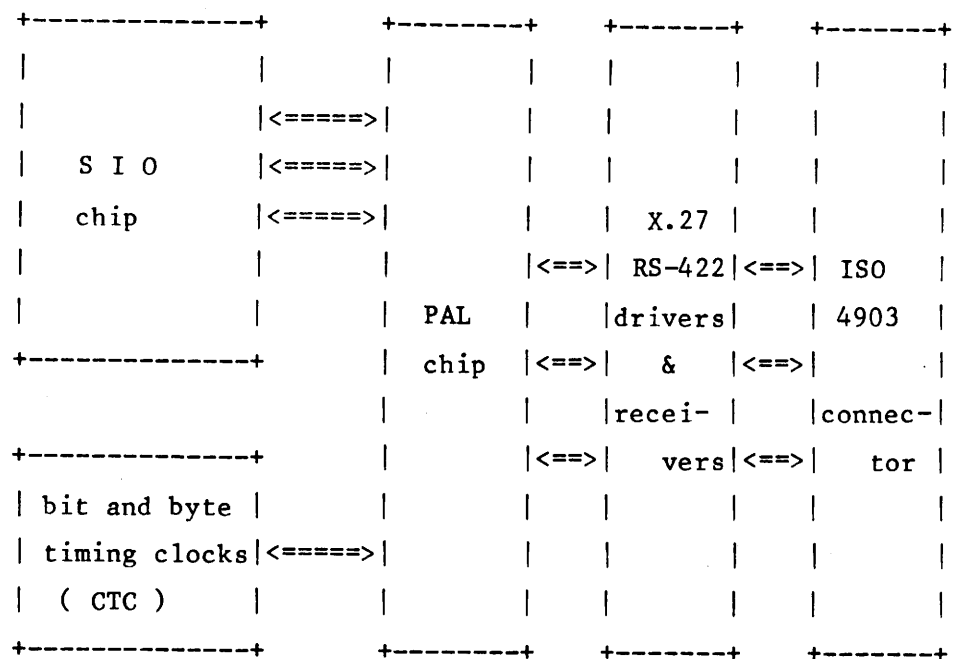 S I O
chip
bit and byte
timing clocks
( CTC )
PAL
chip
X.27
RS-422
drivers
&
recei-
vers
ISO
4903
connec-
tor